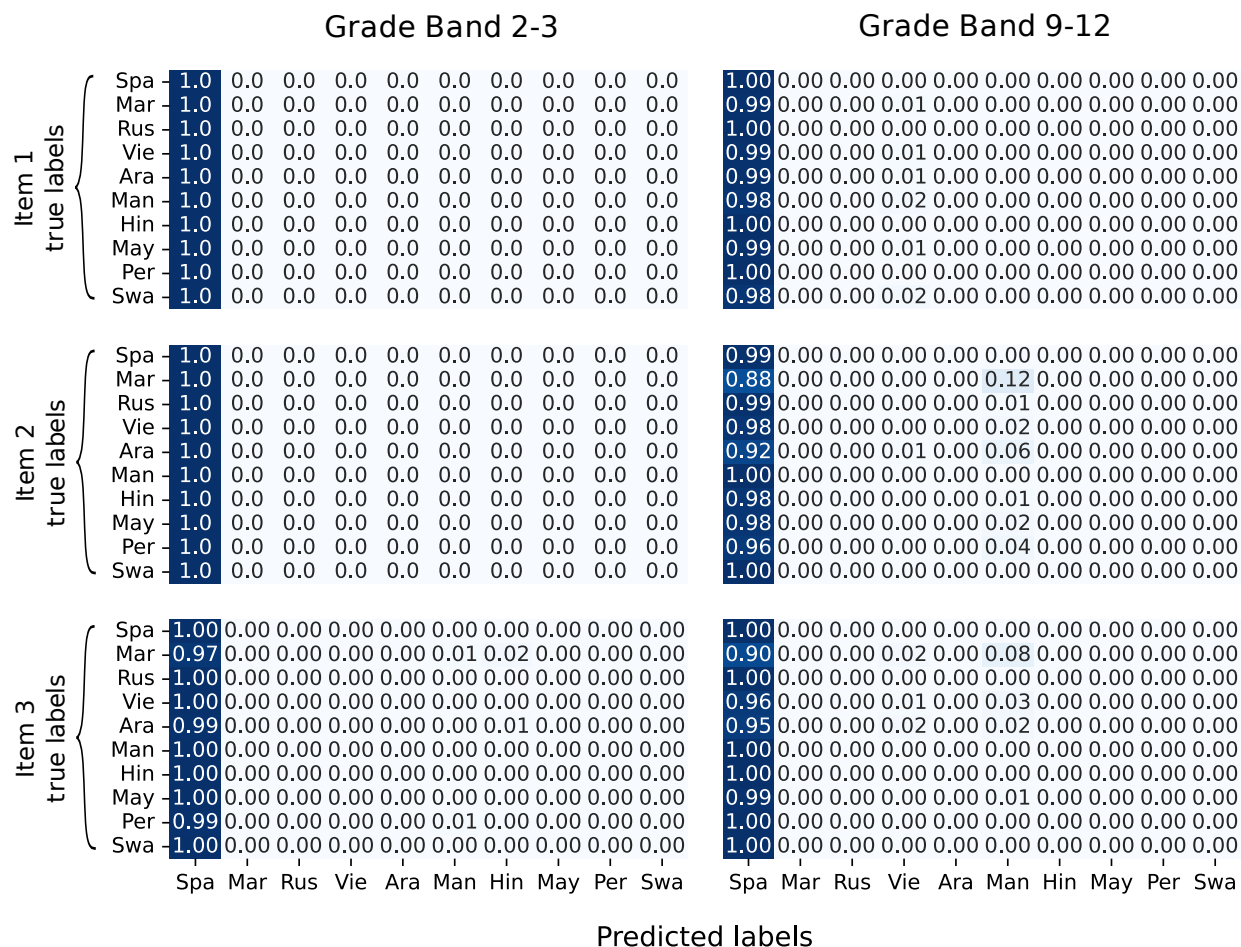 Grade Band 2-3 Grade Band 9-12
Item 1
true labels
Spa 1.0 0.0 0.0 0.0 0.0 0.0 0.0 0.0 0.0 0.0 1.00 0.00 0.00 0.00 0.00 0.00 0.00 0.00 0.00 0.00
Mar 1.0 0.0 0.0 0.0 0.0 0.0 0.0 0.0 0.0 0.0 0.99 0.00 0.00 0.01 0.00 0.00 0.00 0.00 0.00 0.00
Rus 1.0 0.0 0.0 0.0 0.0 0.0 0.0 0.0 0.0 0.0 1.00 0.00 0.00 0.00 0.00 0.00 0.00 0.00 0.00 0.00
Vie 1.0 0.0 0.0 0.0 0.0 0.0 0.0 0.0 0.0 0.0 0.99 0.00 0.00 0.01 0.00 0.00 0.00 0.00 0.00 0.00
Ara 1.0 0.0 0.0 0.0 0.0 0.0 0.0 0.0 0.0 0.0 0.99 0.00 0.00 0.01 0.00 0.00 0.00 0.00 0.00 0.00
Man 1.0 0.0 0.0 0.0 0.0 0.0 0.0 0.0 0.0 0.0 0.98 0.00 0.00 0.02 0.00 0.00 0.00 0.00 0.00 0.00
Hin 1.0 0.0 0.0 0.0 0.0 0.0 0.0 0.0 0.0 0.0 1.00 0.00 0.00 0.00 0.00 0.00 0.00 0.00 0.00 0.00
May 1.0 0.0 0.0 0.0 0.0 0.0 0.0 0.0 0.0 0.0 0.99 0.00 0.00 0.01 0.00 0.00 0.00 0.00 0.00 0.00
Per 1.0 0.0 0.0 0.0 0.0 0.0 0.0 0.0 0.0 0.0 1.00 0.00 0.00 0.00 0.00 0.00 0.00 0.00 0.00 0.00
Swa 1.0 0.0 0.0 0.0 0.0 0.0 0.0 0.0 0.0 0.0 0.98 0.00 0.00 0.02 0.00 0.00 0.00 0.00 0.00 0.00
Item 2
true labels
Spa 1.0 0.0 0.0 0.0 0.0 0.0 0.0 0.0 0.0 0.0 0.99 0.00 0.00 0.00 0.00 0.00 0.00 0.00 0.00 0.00
Mar 1.0 0.0 0.0 0.0 0.0 0.0 0.0 0.0 0.0 0.0 0.88 0.00 0.00 0.00 0.00 0.12 0.00 0.00 0.00 0.00
Rus 1.0 0.0 0.0 0.0 0.0 0.0 0.0 0.0 0.0 0.0 0.99 0.00 0.00 0.00 0.00 0.01 0.00 0.00 0.00 0.00
Vie 1.0 0.0 0.0 0.0 0.0 0.0 0.0 0.0 0.0 0.0 0.98 0.00 0.00 0.00 0.00 0.02 0.00 0.00 0.00 0.00
Ara 1.0 0.0 0.0 0.0 0.0 0.0 0.0 0.0 0.0 0.0 0.92 0.00 0.00 0.01 0.00 0.06 0.00 0.00 0.00 0.00
Man 1.0 0.0 0.0 0.0 0.0 0.0 0.0 0.0 0.0 0.0 1.00 0.00 0.00 0.00 0.00 0.00 0.00 0.00 0.00 0.00
Hin 1.0 0.0 0.0 0.0 0.0 0.0 0.0 0.0 0.0 0.0 0.98 0.00 0.00 0.00 0.00 0.01 0.00 0.00 0.00 0.00
May 1.0 0.0 0.0 0.0 0.0 0.0 0.0 0.0 0.0 0.0 0.98 0.00 0.00 0.00 0.00 0.02 0.00 0.00 0.00 0.00
Per 1.0 0.0 0.0 0.0 0.0 0.0 0.0 0.0 0.0 0.0 0.96 0.00 0.00 0.00 0.00 0.04 0.00 0.00 0.00 0.00
Swa 1.0 0.0 0.0 0.0 0.0 0.0 0.0 0.0 0.0 0.0 1.00 0.00 0.00 0.00 0.00 0.00 0.00 0.00 0.00 0.00
Item 3
true labels
Spa 1.00 0.00 0.00 0.00 0.00 0.00 0.00 0.00 0.00 0.00 1.00 0.00 0.00 0.00 0.00 0.00 0.00 0.00 0.00 0.00
Mar 0.97 0.00 0.00 0.00 0.00 0.01 0.02 0.00 0.00 0.00 0.90 0.00 0.00 0.02 0.00 0.08 0.00 0.00 0.00 0.00
Rus 1.00 0.00 0.00 0.00 0.00 0.00 0.00 0.00 0.00 0.00 1.00 0.00 0.00 0.00 0.00 0.00 0.00 0.00 0.00 0.00
Vie 1.00 0.00 0.00 0.00 0.00 0.00 0.00 0.00 0.00 0.00 0.96 0.00 0.00 0.01 0.00 0.03 0.00 0.00 0.00 0.00
Ara 0.99 0.00 0.00 0.00 0.00 0.00 0.01 0.00 0.00 0.00 0.95 0.00 0.00 0.02 0.00 0.02 0.00 0.00 0.00 0.00
Man 1.00 0.00 0.00 0.00 0.00 0.00 0.00 0.00 0.00 0.00 1.00 0.00 0.00 0.00 0.00 0.00 0.00 0.00 0.00 0.00
Hin 1.00 0.00 0.00 0.00 0.00 0.00 0.00 0.00 0.00 0.00 1.00 0.00 0.00 0.00 0.00 0.00 0.00 0.00 0.00 0.00
May 1.00 0.00 0.00 0.00 0.00 0.00 0.00 0.00 0.00 0.00 0.99 0.00 0.00 0.00 0.00 0.01 0.00 0.00 0.00 0.00
Per 0.99 0.00 0.00 0.00 0.00 0.01 0.00 0.00 0.00 0.00 1.00 0.00 0.00 0.00 0.00 0.00 0.00 0.00 0.00 0.00
Swa 1.00 0.00 0.00 0.00 0.00 0.00 0.00 0.00 0.00 0.00 1.00 0.00 0.00 0.00 0.00 0.00 0.00 0.00 0.00 0.00
Spa Mar Rus Vie Ara Man Hin May Per Swa Spa Mar Rus Vie Ara Man Hin May Per Swa
Predicted labels